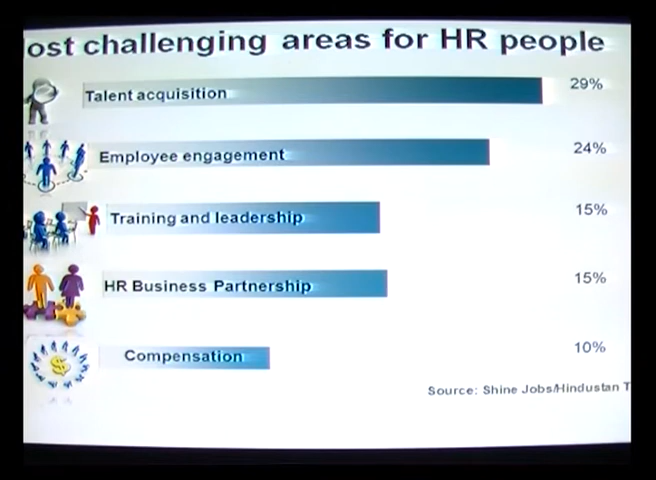 ost challenging areas for HR people
Talent acquisition 29%
Employee engagement 24%
Training and leadership 15%
HR Business Partnership 15%
Compensation 10%
Source: Shine Jobs/Hindustan T